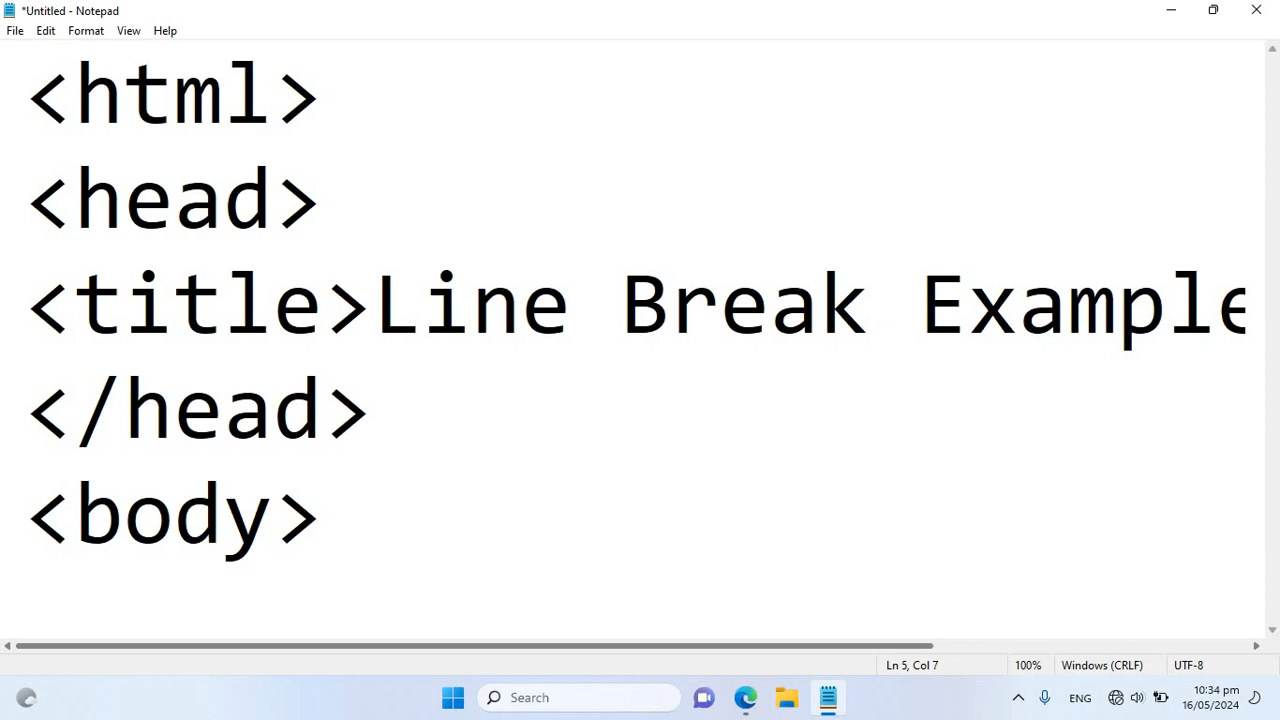 *Untitled - Notepad
File Edit Format View Help
<html>
<head>
<title>Line Break Example
</head>
<body>
Ln 5, Col 7 100% Windows (CRLF) UTF-8
Search ENG 10:34 pm
16/05/2024